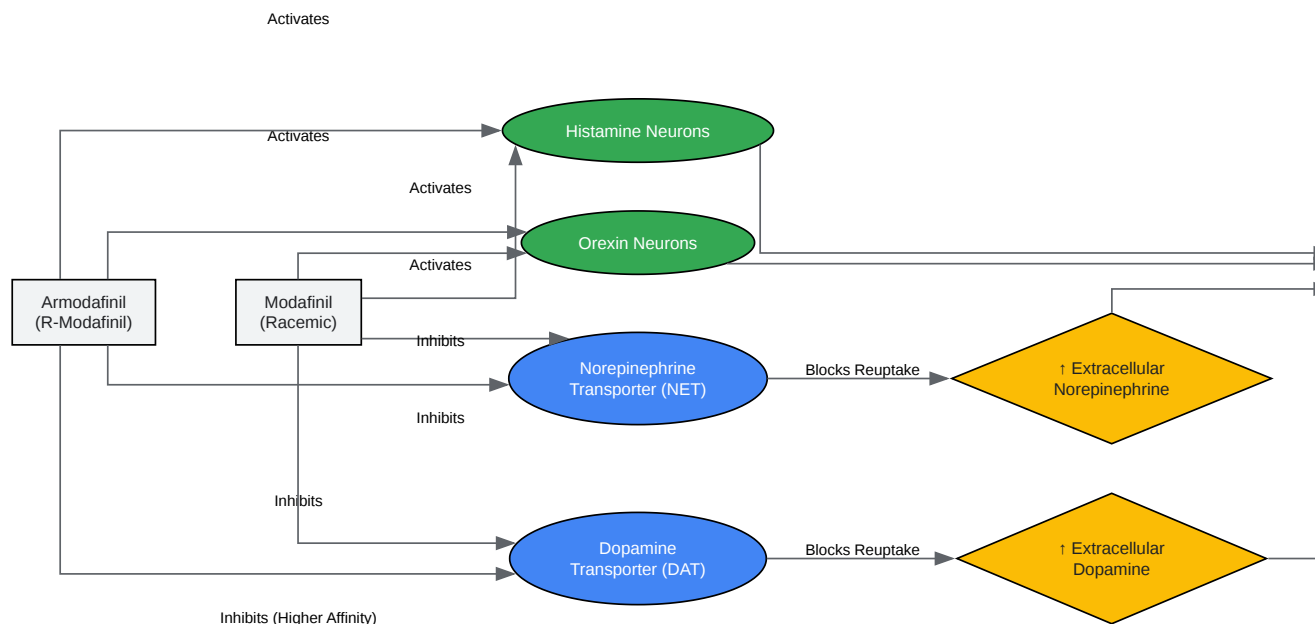 Activates
Histamine Neurons
Activates
Activates
Orexin Neurons
Activates
Armodafinil
(R-Modafinil)
Modafinil
(Racemic)
Inhibits
Norepinephrine
Transporter (NET)
Blocks Reuptake
↑ Extracellular
Norepinephrine
Inhibits
Inhibits
Dopamine
Transporter (DAT)
Blocks Reuptake
↑ Extracellular
Dopamine
Inhibits (Higher Affinity)